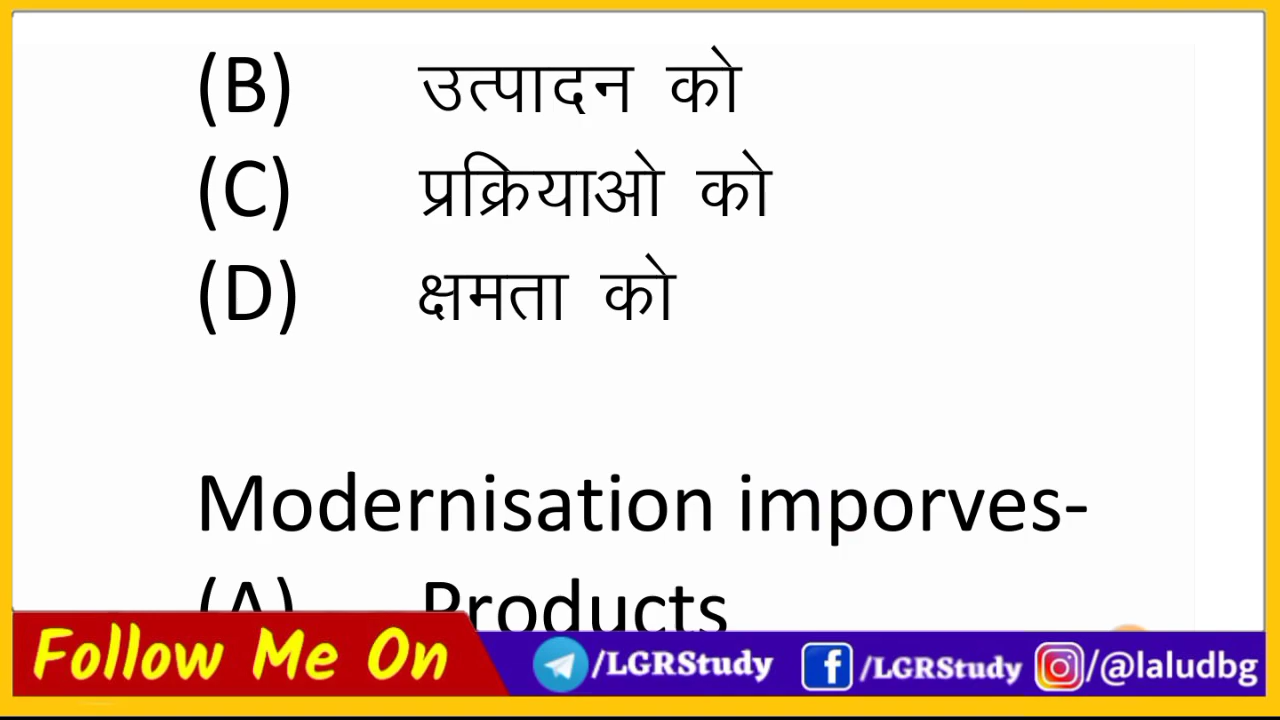 (B) उत्पादन को
(C) प्रक्रियाओ को
(D) क्षमता को
Modernisation imporves-
(A) Products
Follow Me On /LGRStudy /LGRStudy /@laludbg